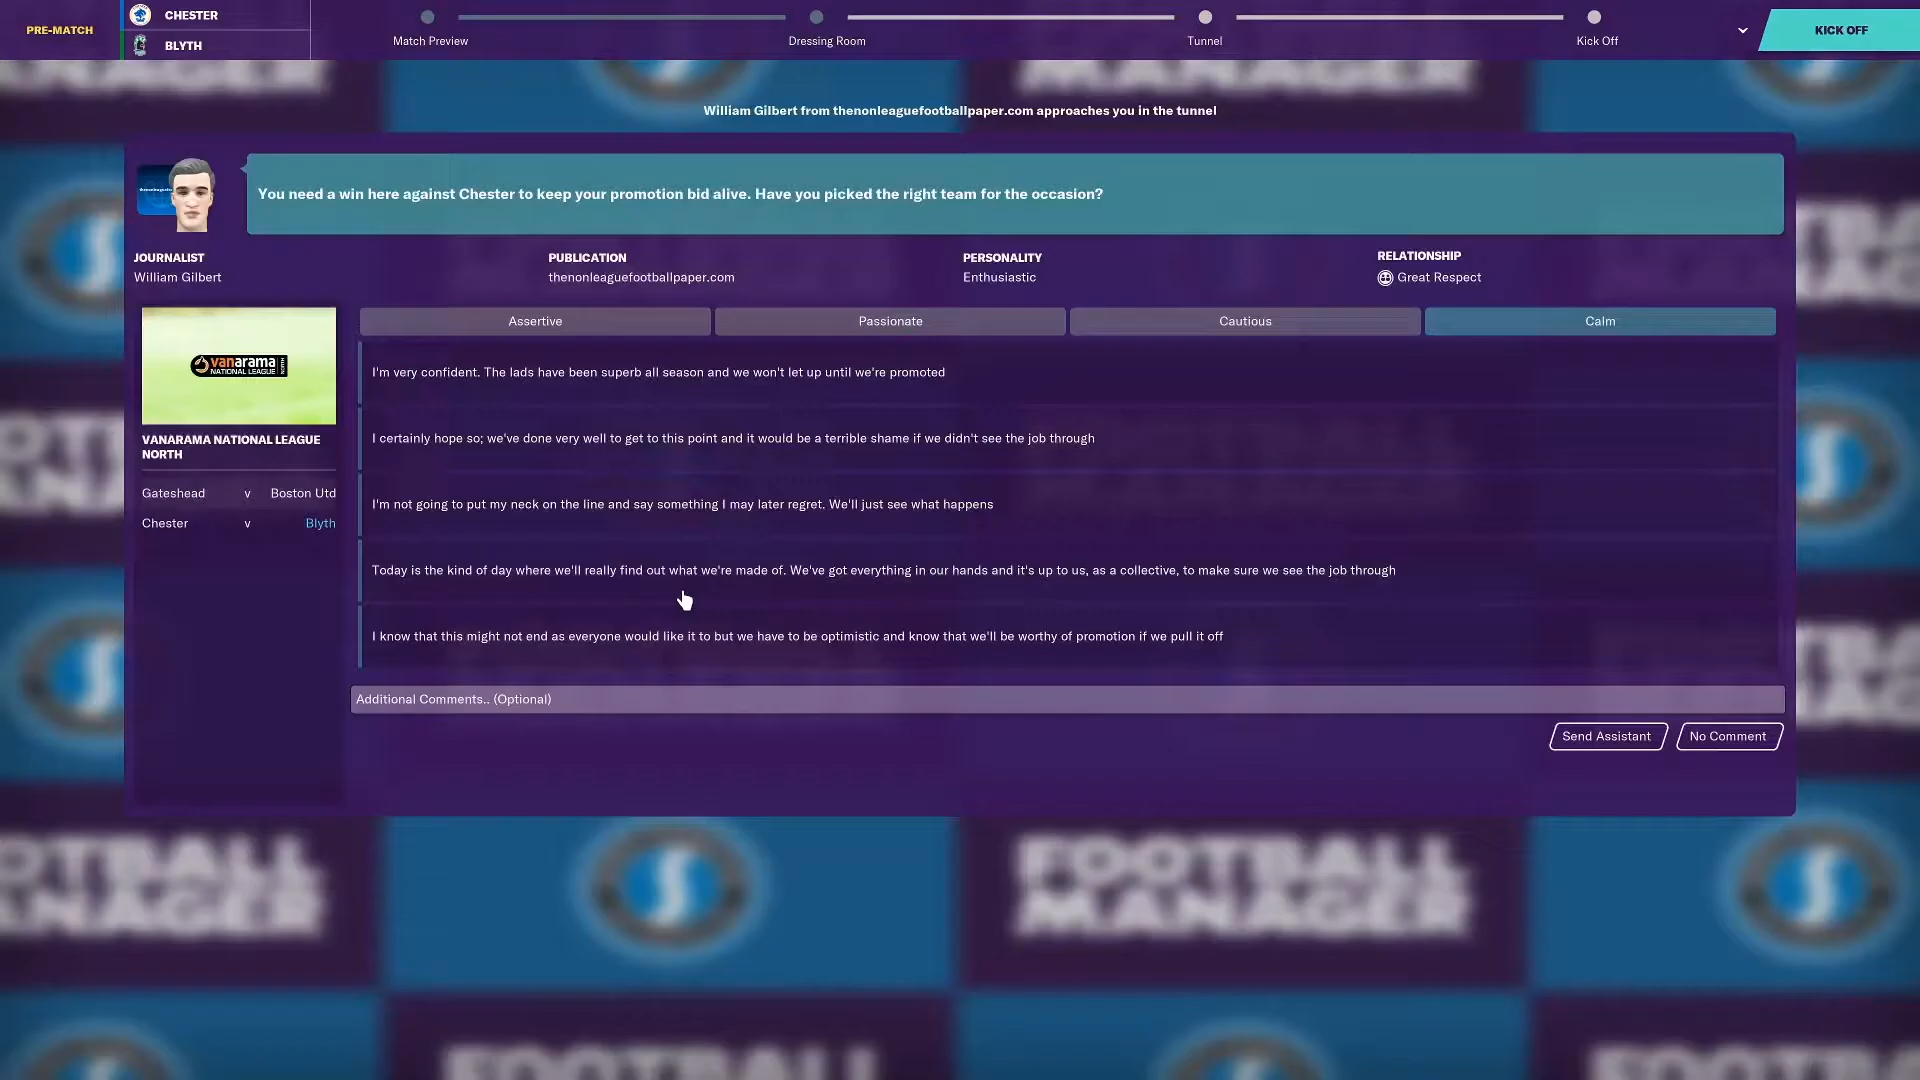 PRE-MATCH
CHESTER
BLYTH
Match Preview
Dressing Room
Tunnel
Kick Off
KICK OFF
William Gilbert from thenonleaguefootballpaper.com approaches you in the tunnel
You need a win here against Chester to keep your promotion bid alive. Have you picked the right team for the occasion?
JOURNALIST
William Gilbert
PUBLICATION
thenonleaguefootballpaper.com
PERSONALITY
Enthusiastic
RELATIONSHIP
Great Respect
Assertive
Passionate
Cautious
Calm
vanarama
NATIONAL LEAGUE
NORTH
VANARAMA NATIONAL LEAGUE
NORTH
Gateshead v Boston Utd
Chester v Blyth
I'm very confident. The lads have been superb all season and we won't let up until we're promoted
I certainly hope so; we've done very well to get to this point and it would be a terrible shame if we didn't see the job through
I'm not going to put my neck on the line and say something I may later regret. We'll just see what happens
Today is the kind of day where we'll really find out what we're made of. We've got everything in our hands and it's up to us, as a collective, to make sure we see the job through
I know that this might not end as everyone would like it to but we have to be optimistic and know that we'll be worthy of promotion if we pull it off
Additional Comments.. (Optional)
Send Assistant
No Comment
FOOTBALL
MANAGER